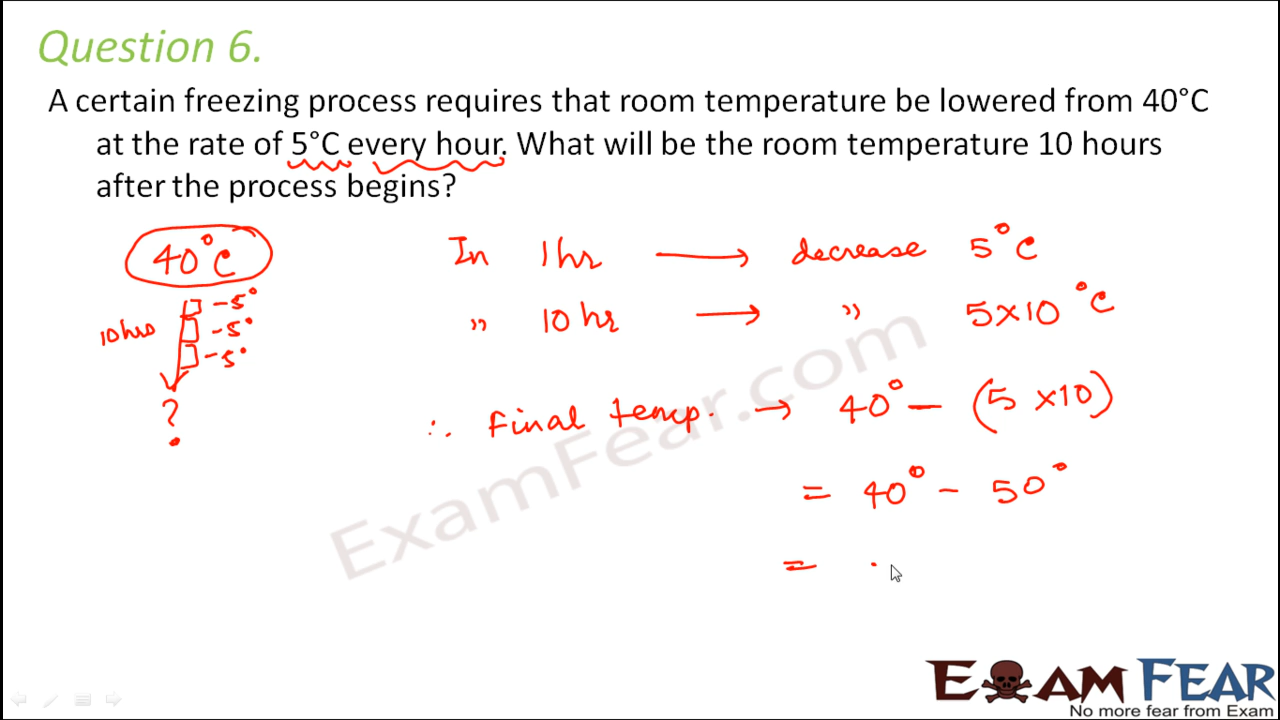 Question 6.
A certain freezing process requires that room temperature be lowered from 40°C
at the rate of 5°C every hour. What will be the room temperature 10 hours
after the process begins?
40°C
-5°
10 hrs -5°
-5°
?
In 1hr → decrease 5°C
" 10 hr → " 5×10 °C
∴ Final temp. → 40° - (5 ×10)
= 40° - 50°
=
ExamFear.com
EXAM FEAR
No more fear from Exam